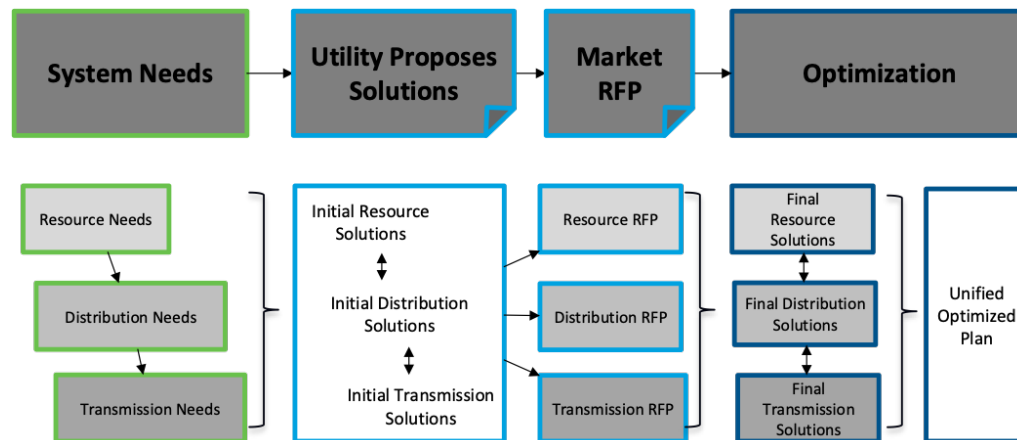 System Needs
Utility Proposes
Solutions
Market
RFP
Optimization
Resource Needs
Distribution Needs
Transmission Needs
Initial Resource
Solutions
Initial Distribution
Solutions
Initial Transmission
Solutions
Resource RFP
Distribution RFP
Transmission RFP
Final
Resource
Solutions
Final Distribution
Solutions
Final
Transmission
Solutions
Unified
Optimized
Plan